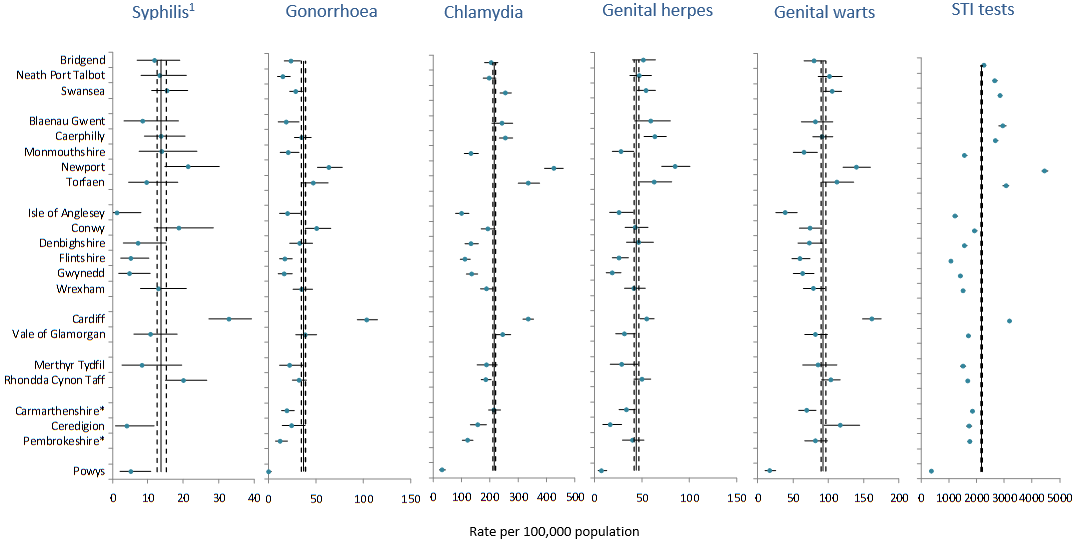 Syphilis1 Gonorrhoea Chlamydia Genital herpes Genital warts STI tests
Bridgend
Neath Port Talbot
Swansea
Blaenau Gwent
Caerphilly
Monmouthshire
Newport
Torfaen
Isle of Anglesey
Conwy
Denbighshire
Flintshire
Gwynedd
Wrexham
Cardiff
Vale of Glamorgan
Merthyr Tydfil
Rhondda Cynon Taff
Carmarthenshire*
Ceredigion
Pembrokeshire*
Powys
0 10 20 30 40 0 50 100 150 0 100 200 300 400 500 0 50 100 150 0 50 100 150 200 0 1000 2000 3000 4000 5000
Rate per 100,000 population